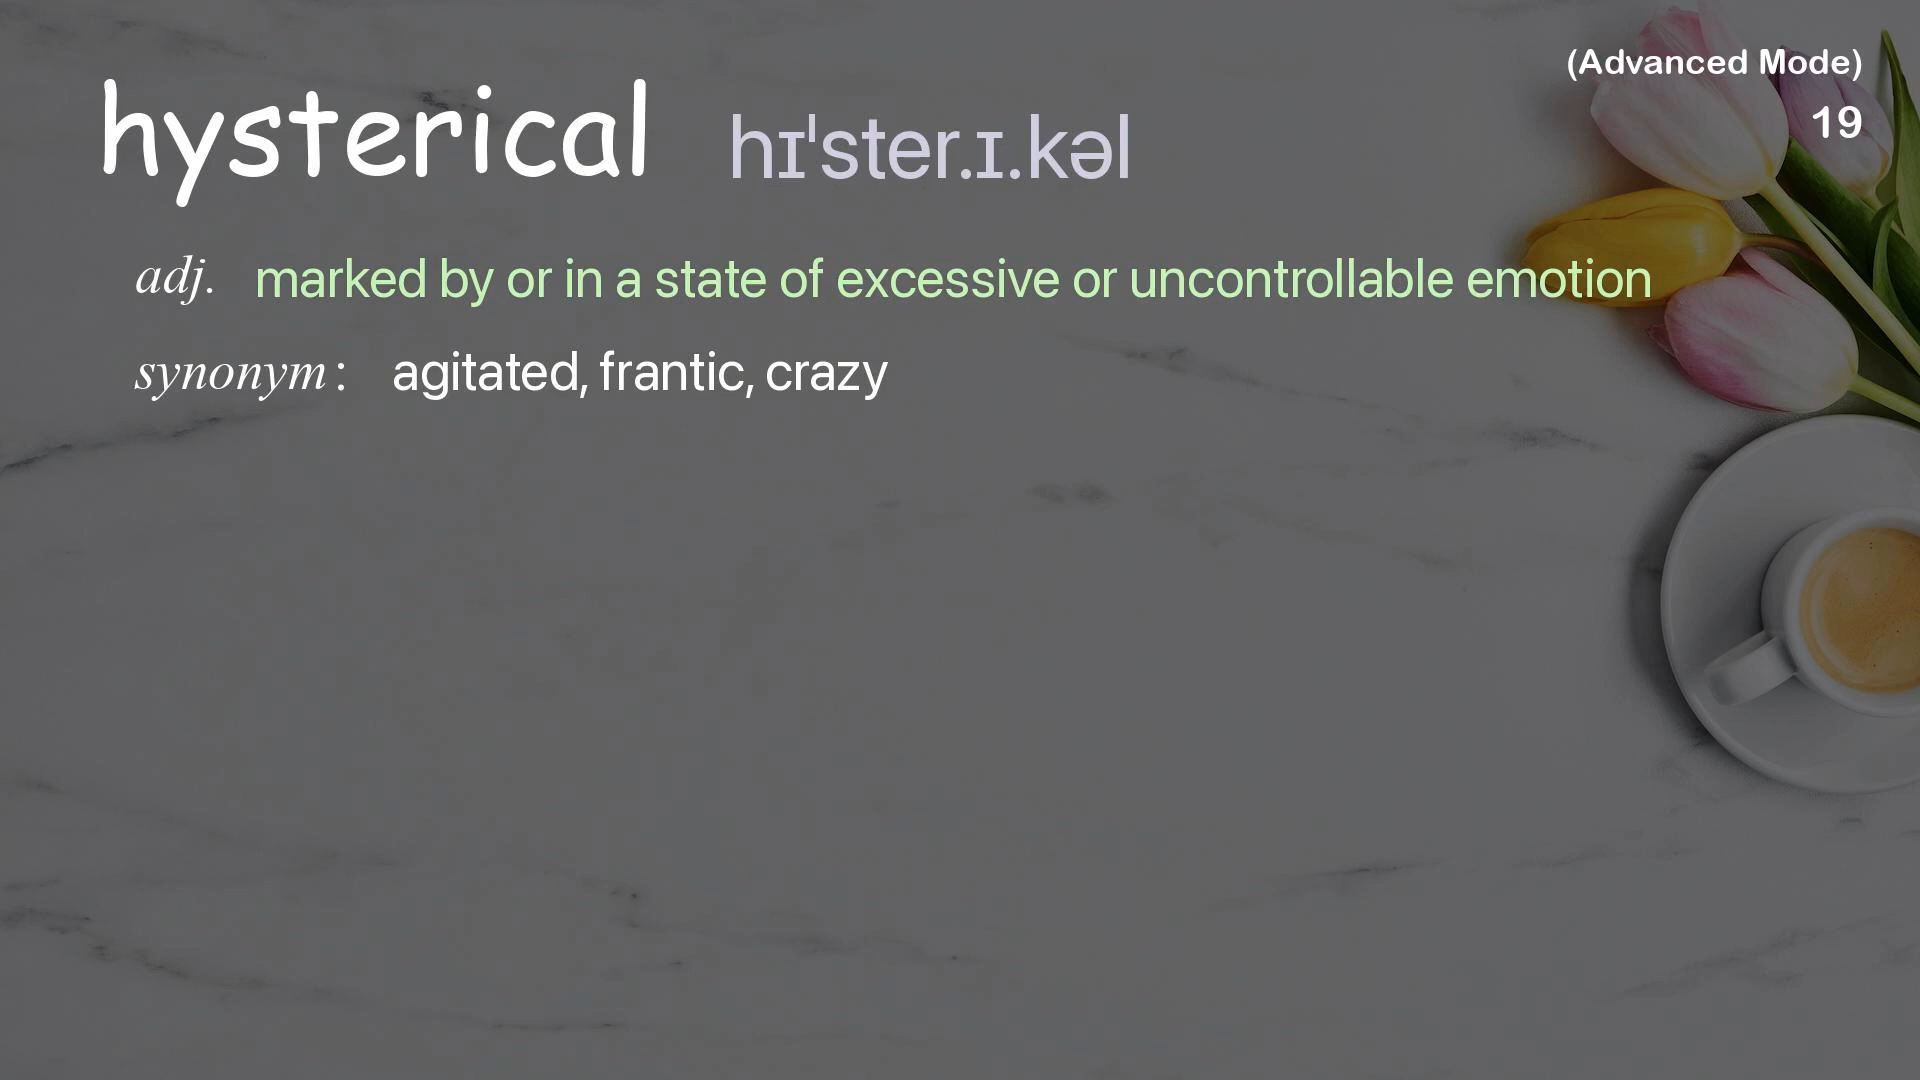 (Advanced Mode)
19
hysterical hɪˈster.ɪ.kəl
adj. marked by or in a state of excessive or uncontrollable emotion
synonym : agitated, frantic, crazy